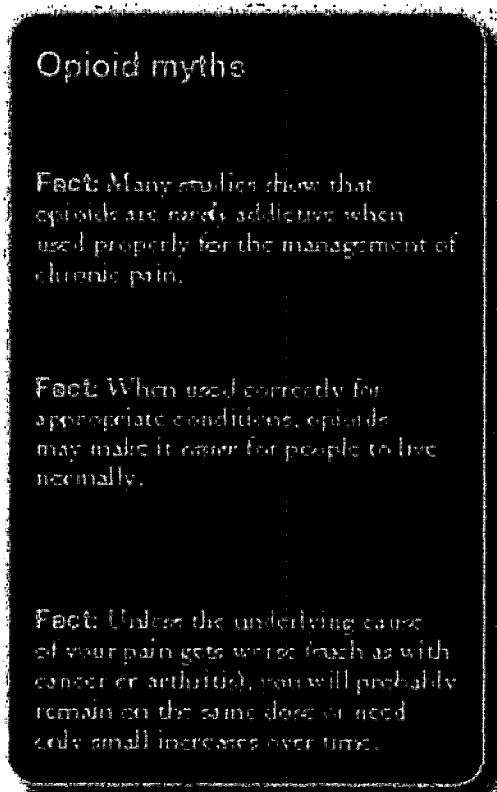 Opioid myths
Fact: Many studies show that
opioids are rarely addictive when
used properly for the management of
chronic pain.
Fact: When used correctly for
appropriate conditions, opioids
may make it easier for people to live
normally.
Fact: Unless the underlying cause
of your pain gets worse (such as with
cancer or arthritis), you will probably
remain on the same dose or need
only small increases over time.